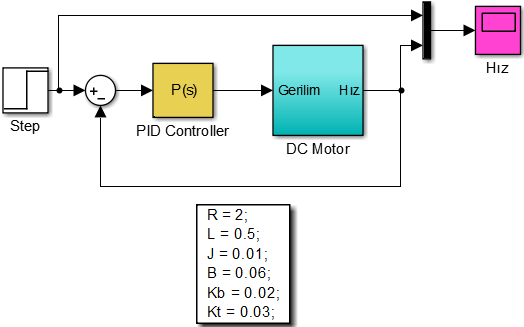 Step
+
−
P(s)
PID Controller
Gerilim Hız
DC Motor
Hız
R = 2;
L = 0.5;
J = 0.01;
B = 0.06;
Kb = 0.02;
Kt = 0.03;